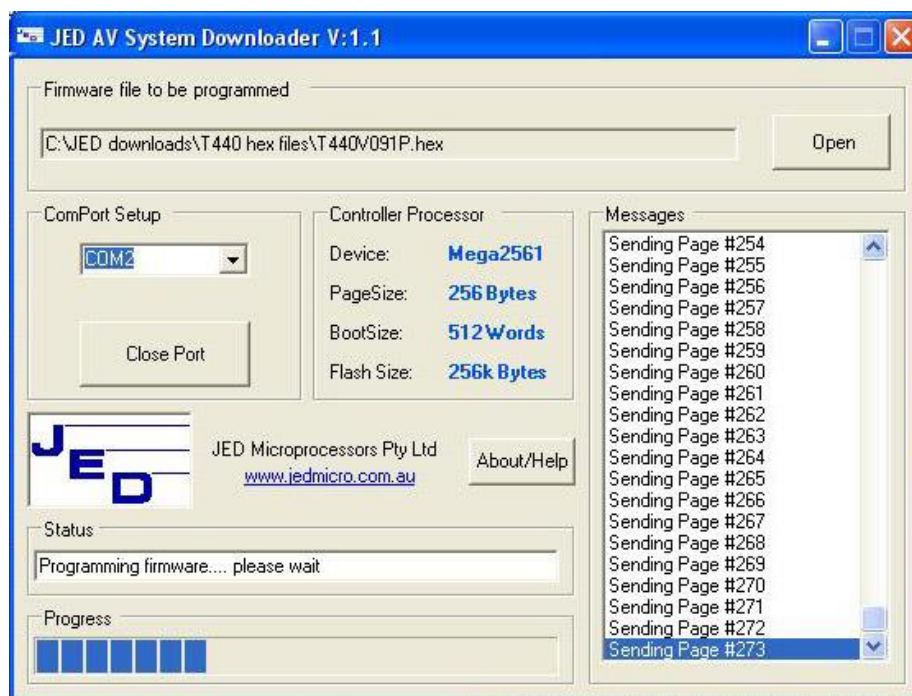 JED AV System Downloader V:1.1
Firmware file to be programmed
C:\JED downloads\T440 hex files\T440V091P.hex
Open
ComPort Setup
COM2
Close Port
Controller Processor
Device: Mega2561
PageSize: 256 Bytes
BootSize: 512 Words
Flash Size: 256k Bytes
JED
JED Microprocessors Pty Ltd
www.jedmicro.com.au
About/Help
Status
Programming firmware.... please wait
Progress
Messages
Sending Page #254
Sending Page #255
Sending Page #256
Sending Page #257
Sending Page #258
Sending Page #259
Sending Page #260
Sending Page #261
Sending Page #262
Sending Page #263
Sending Page #264
Sending Page #265
Sending Page #266
Sending Page #267
Sending Page #268
Sending Page #269
Sending Page #270
Sending Page #271
Sending Page #272
Sending Page #273